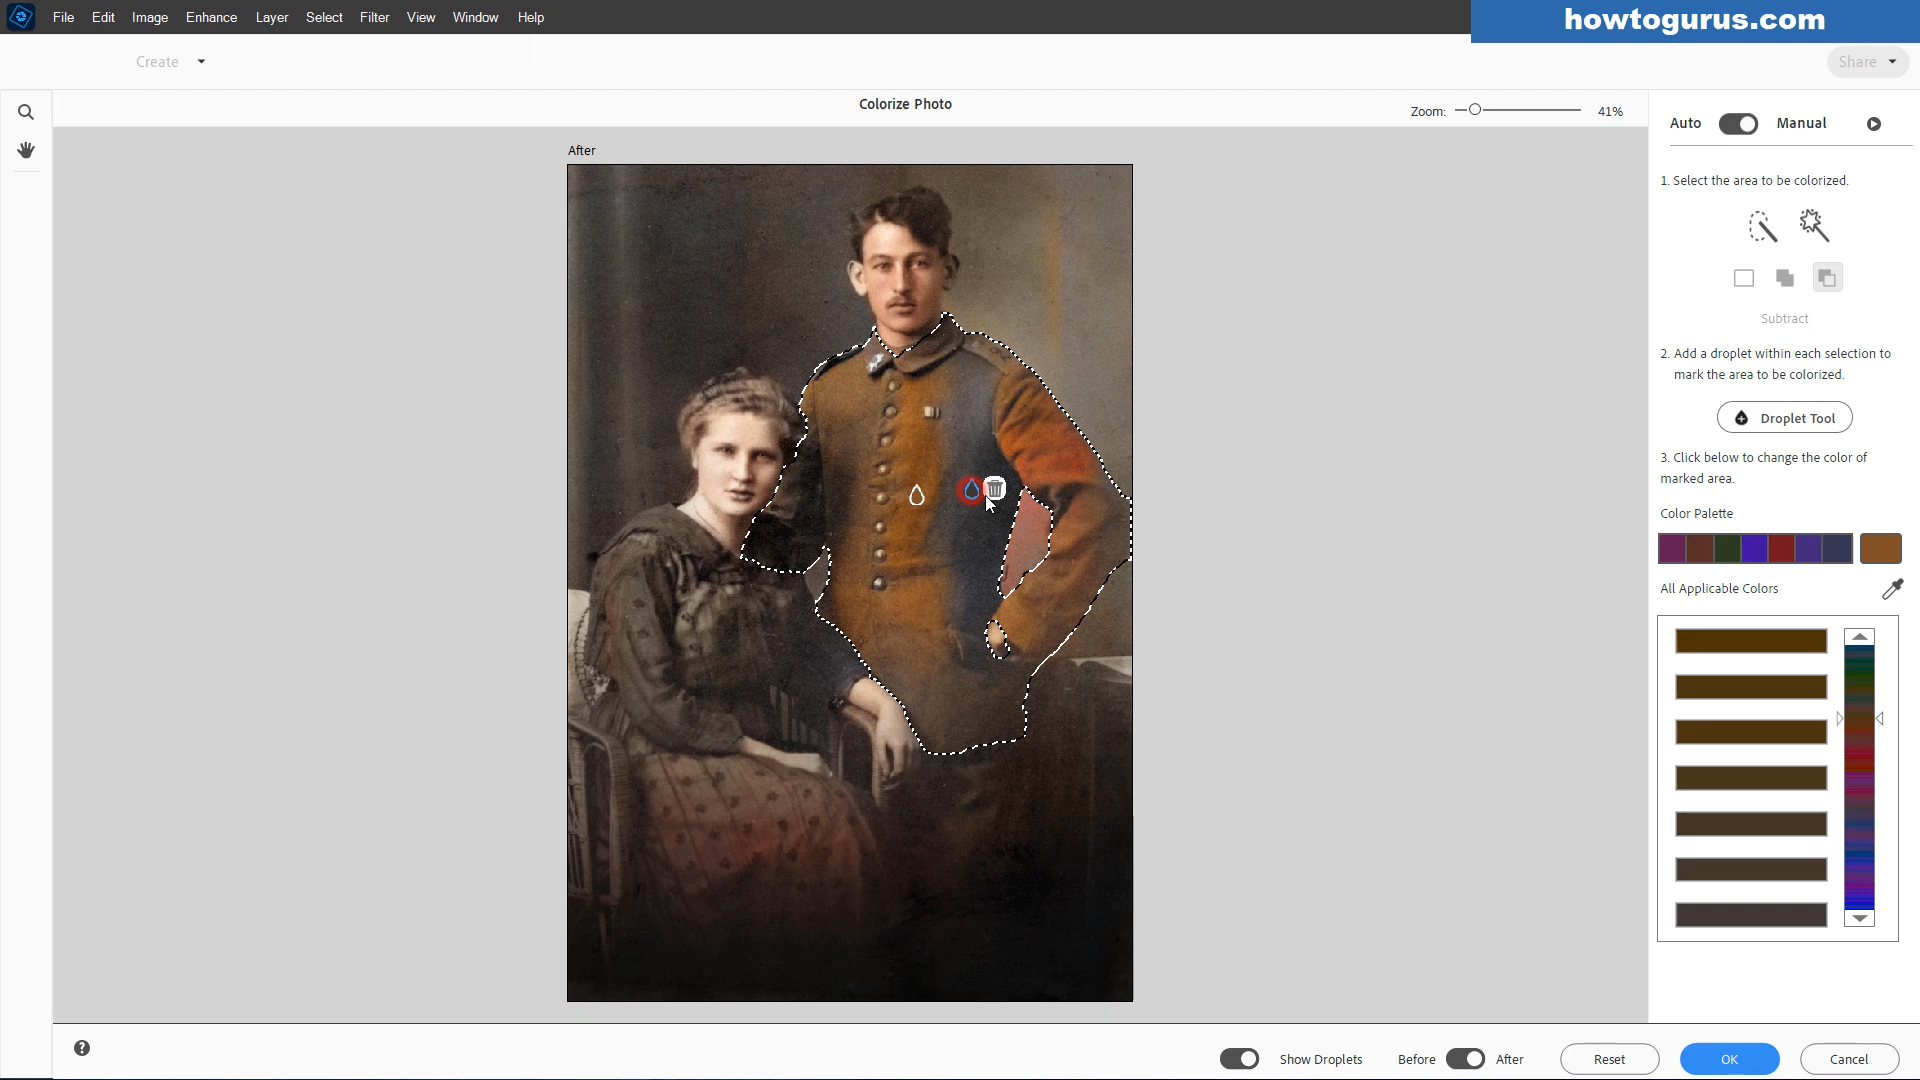 File Edit Image Enhance Layer Select Filter View Window Help
howtogurus.com
Create
Share
Colorize Photo
Zoom:
41%
Auto
Manual
After
1. Select the area to be colorized.
Subtract
2. Add a droplet within each selection to
mark the area to be colorized.
Droplet Tool
3. Click below to change the color of
marked area.
Color Palette
All Applicable Colors
?
Show Droplets
Before
After
Reset
OK
Cancel